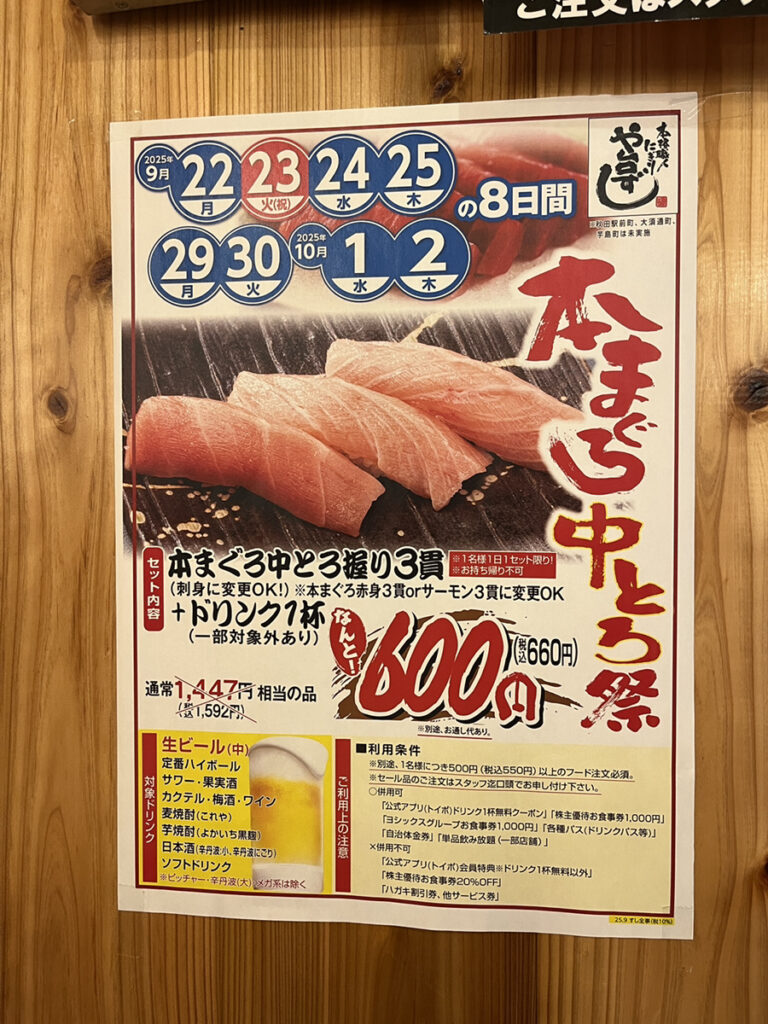 ご注文はスタッ
2025年
9月
22
月
23
火(祝)
24
水
25
木
の8日間
29
月
30
火
2025年
10月
1
水
2
木
本格職人
にぎり
や台ずし
※秋田駅前町、大須通町、
平島町は未実施
本まぐろ中とろ祭
セット内容
本まぐろ中とろ握り3貫
※1名様1日1セット限り!
※お持ち帰り不可
(刺身に変更OK!) ※本まぐろ赤身3貫orサーモン3貫に変更OK
+ドリンク1杯
(一部対象外あり)
なんと!
600円
(税込660円)
※別途、お通し代あり。
通常1,447円相当の品
(税込1,592円)
対象ドリンク
生ビール(中)
定番ハイボール
サワー・果実酒
カクテル・梅酒・ワイン
麦焼酎(これや)
芋焼酎(よかいち黒麹)
日本酒(辛丹波:小、辛丹波にごり)
ソフトドリンク
※ピッチャー・辛丹波(大)、メガ系は除く
ご利用上の注意
■利用条件
※別途、1名様につき500円(税込550円)以上のフード注文必須。
※セール品のご注文はスタッフ迄口頭でお申し付け下さい。
○併用可
「公式アプリ(トイポ)ドリンク1杯無料クーポン」「株主優待お食事券1,000円」
「ヨシックスグループお食事券1,000円」「各種パス(ドリンクパス等)」
「自治体金券」「単品飲み放題(一部店舗)」
×併用不可
「公式アプリ(トイポ)会員特典※ドリンク1杯無料以外」
「株主優待お食事券20%OFF」
「ハガキ割引券、他サービス券」
25.9.すし全事(税10%)